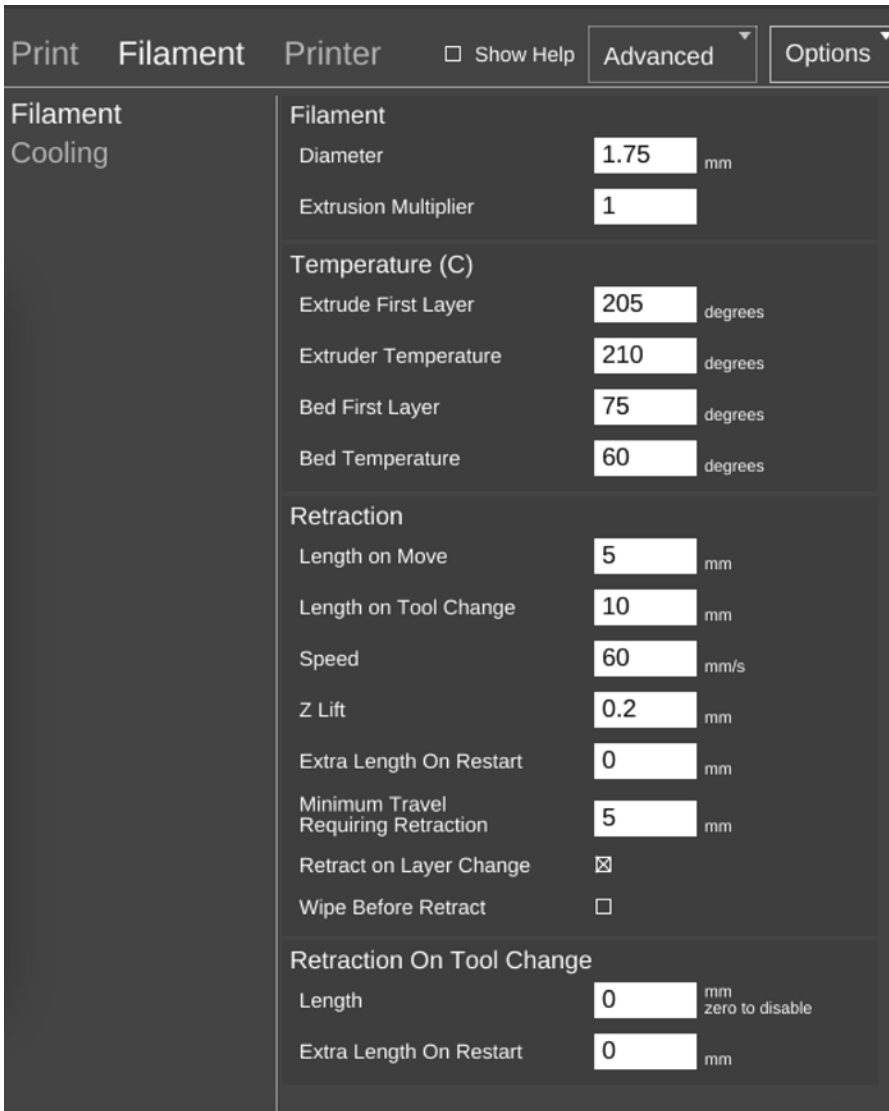 Print Filament Printer Show Help Advanced Options
Filament
Cooling
Filament
Diameter 1.75 mm
Extrusion Multiplier 1
Temperature (C)
Extrude First Layer 205 degrees
Extruder Temperature 210 degrees
Bed First Layer 75 degrees
Bed Temperature 60 degrees
Retraction
Length on Move 5 mm
Length on Tool Change 10 mm
Speed 60 mm/s
Z Lift 0.2 mm
Extra Length On Restart 0 mm
Minimum Travel
Requiring Retraction 5 mm
Retract on Layer Change
Wipe Before Retract
Retraction On Tool Change
Length 0 mm
zero to disable
Extra Length On Restart 0 mm